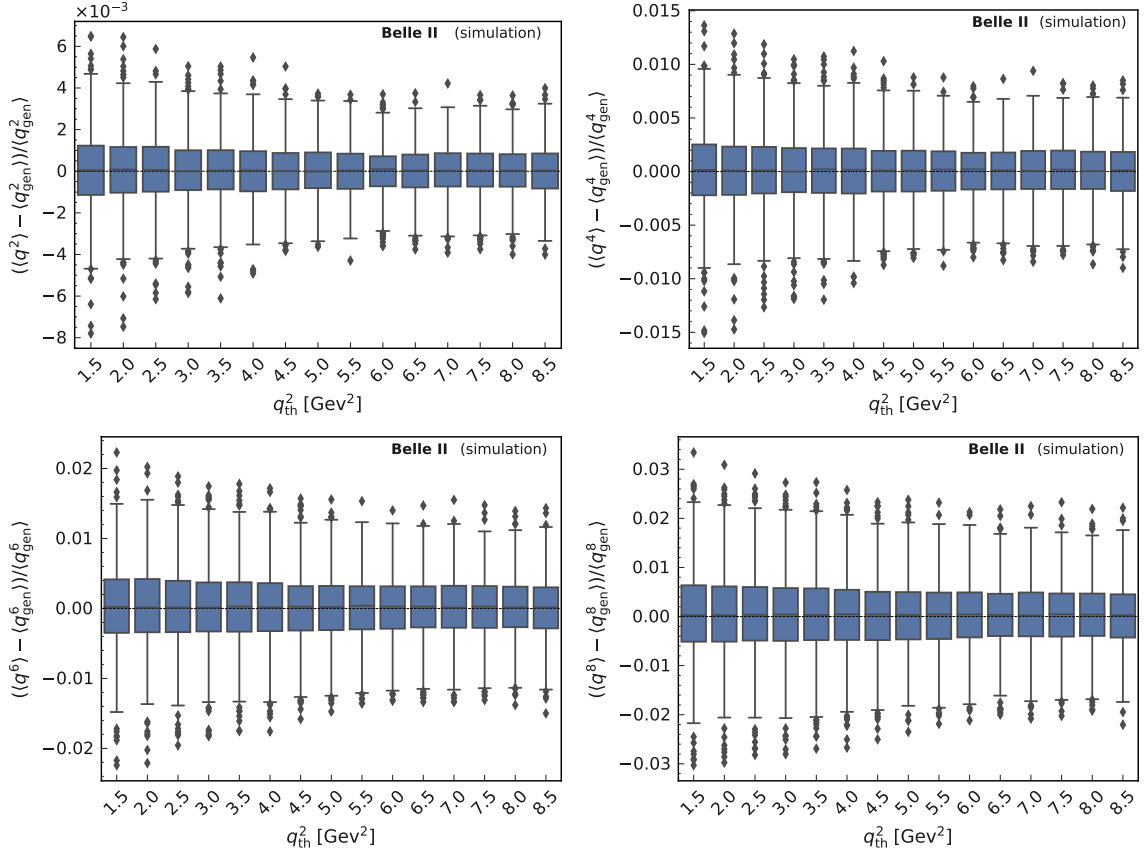 ×10⁻³
Belle II (simulation)
(⟨q²⟩ − ⟨q²gen⟩)/⟨q²gen⟩
6
4
2
0
−2
−4
−6
−8
1.5 2.0 2.5 3.0 3.5 4.0 4.5 5.0 5.5 6.0 6.5 7.0 7.5 8.0 8.5
q²th [Gev²]
Belle II (simulation)
(⟨q⁴⟩ − ⟨q⁴gen⟩)/⟨q⁴gen⟩
0.015
0.010
0.005
0.000
−0.005
−0.010
−0.015
1.5 2.0 2.5 3.0 3.5 4.0 4.5 5.0 5.5 6.0 6.5 7.0 7.5 8.0 8.5
q²th [Gev²]
Belle II (simulation)
(⟨q⁶⟩ − ⟨q⁶gen⟩)/⟨q⁶gen⟩
0.02
0.01
0.00
−0.01
−0.02
1.5 2.0 2.5 3.0 3.5 4.0 4.5 5.0 5.5 6.0 6.5 7.0 7.5 8.0 8.5
q²th [Gev²]
Belle II (simulation)
(⟨q⁸⟩ − ⟨q⁸gen⟩)/⟨q⁸gen⟩
0.03
0.02
0.01
0.00
−0.01
−0.02
−0.03
1.5 2.0 2.5 3.0 3.5 4.0 4.5 5.0 5.5 6.0 6.5 7.0 7.5 8.0 8.5
q²th [Gev²]